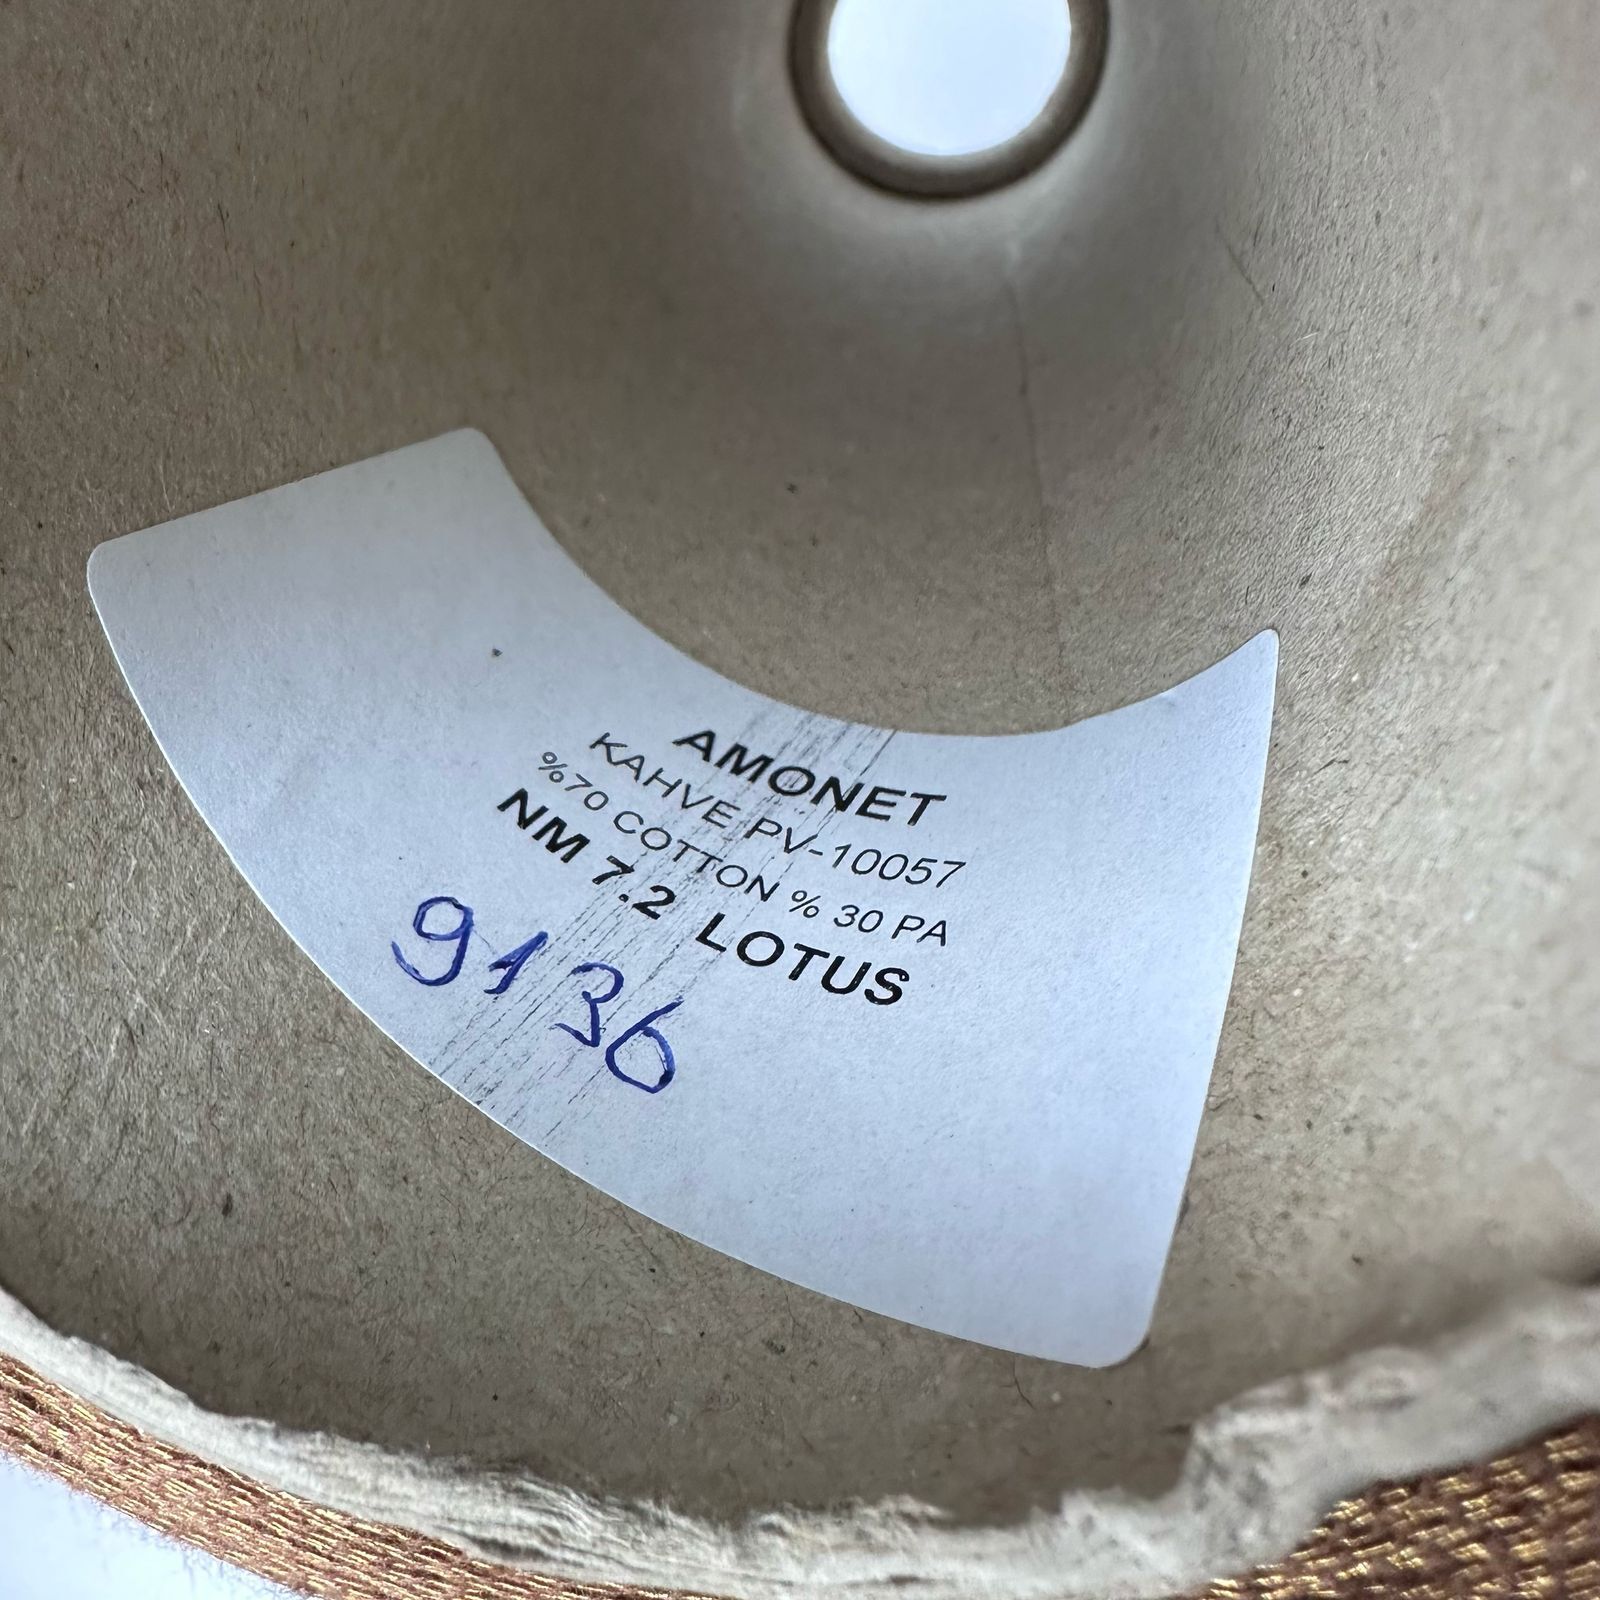 AMONET
KAHVE PV-10057
%70 COTTON % 30 PA
NM 7.2 LOTUS
9136